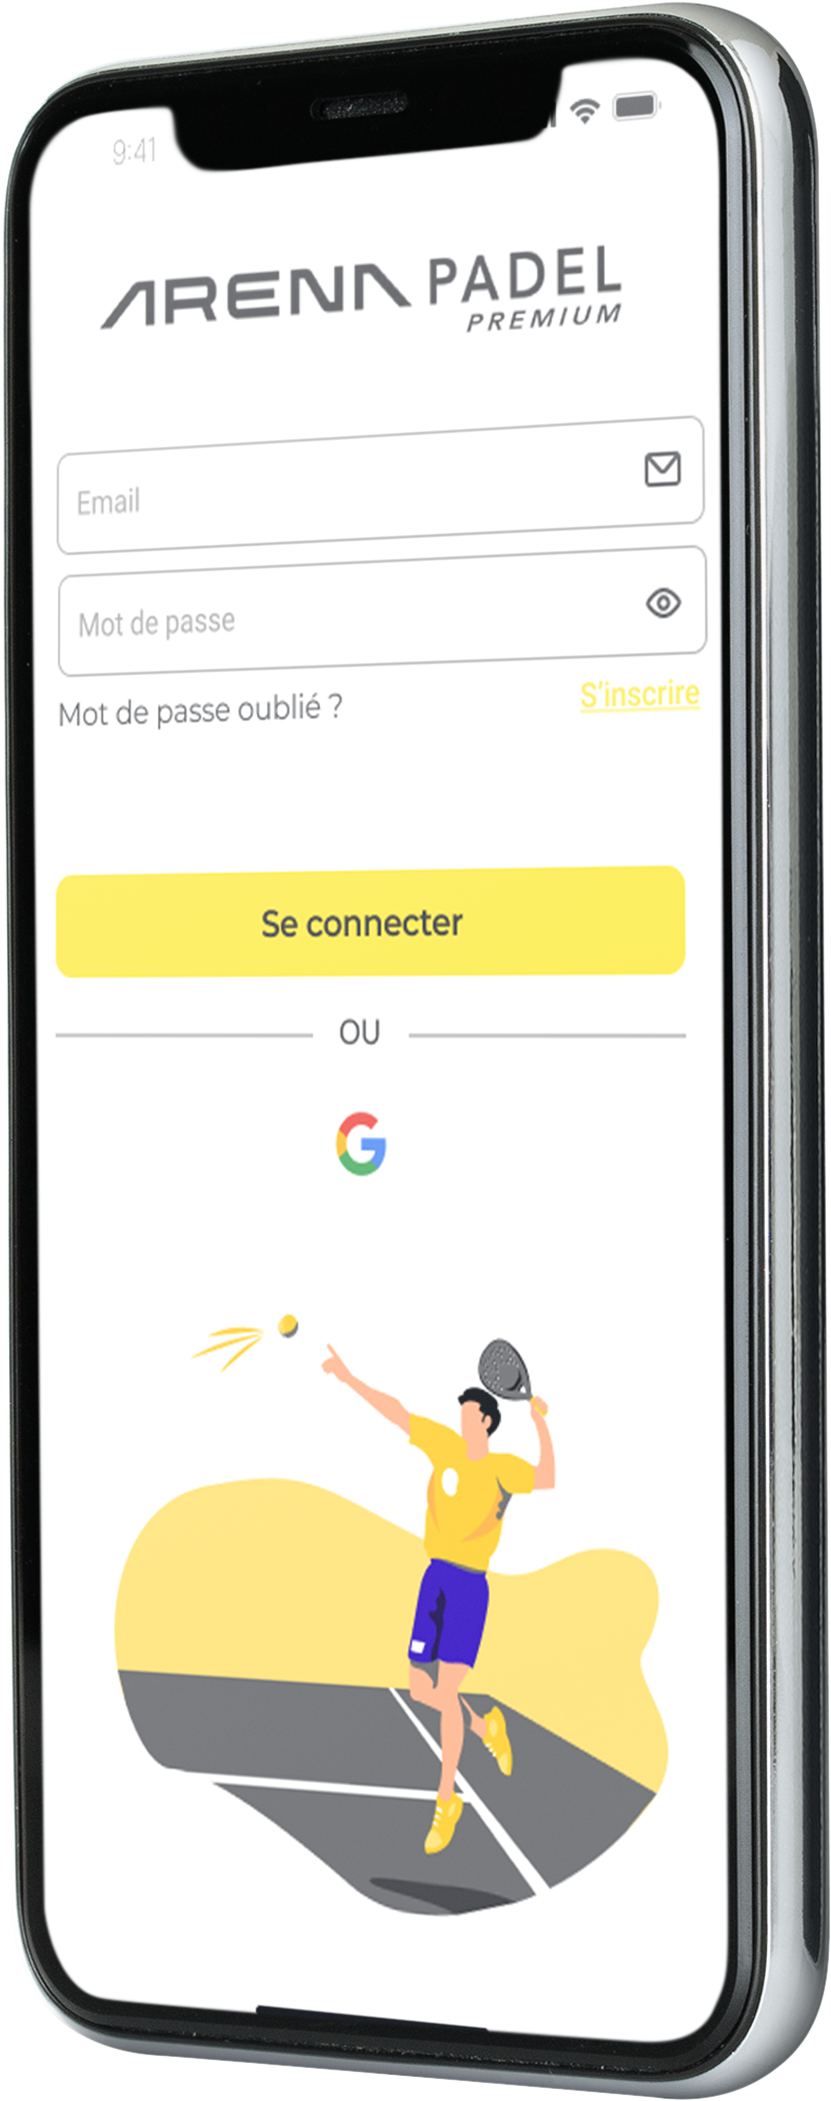 9:41
ARENA PADEL
PREMIUM
Email
Mot de passe
Mot de passe oublié ?
S'inscrire
Se connecter
OU
G